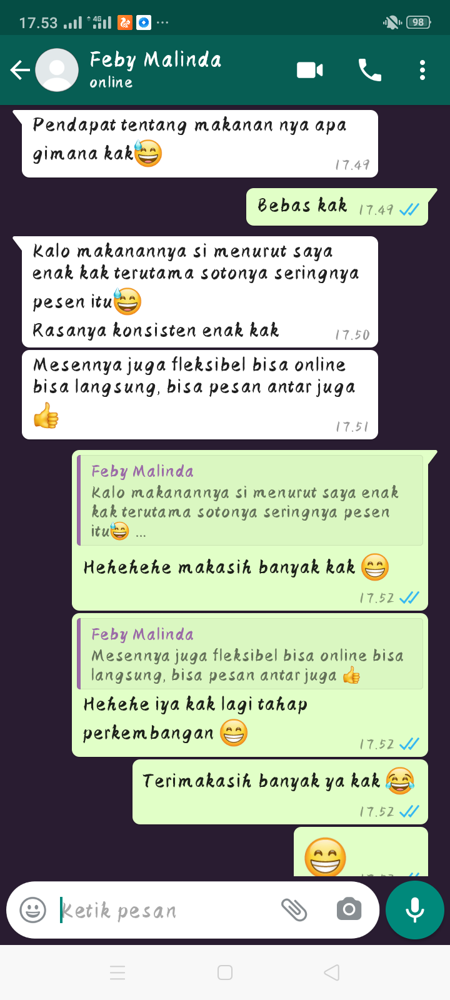 17.53
4G
98
Feby Malinda
online
Pendapat tentang makanan nya apa
gimana kak😅
17.49
Bebas kak 17.49
Kalo makanannya si menurut saya
enak kak terutama sotonya seringnya
pesen itu😅
Rasanya konsisten enak kak
17.50
Mesennya juga fleksibel bisa online
bisa langsung, bisa pesan antar juga
👍
17.51
Feby Malinda
Kalo makanannya si menurut saya enak
kak terutama sotonya seringnya pesen
itu😅 ...
Hehehehe makasih banyak kak 😁
17.52
Feby Malinda
Mesennya juga fleksibel bisa online bisa
langsung, bisa pesan antar juga 👍
Hehehe iya kak lagi tahap
perkembangan 😁
17.52
Terimakasih banyak ya kak 😂
17.52
😁
Ketik pesan